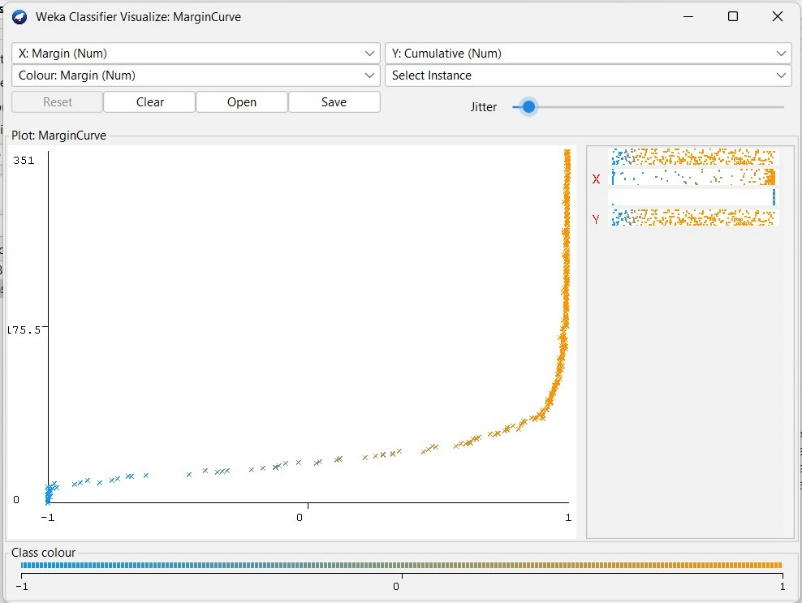 Weka Classifier Visualize: MarginCurve
X: Margin (Num)
Y: Cumulative (Num)
Colour: Margin (Num)
Select Instance
Reset
Clear
Open
Save
Jitter
Plot: MarginCurve
351
175.5
0
-1
0
1
X
Y
Class colour
-1
0
1